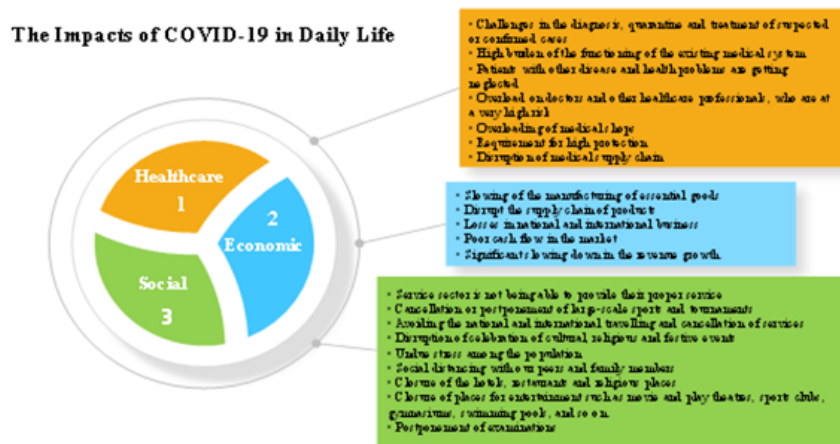 The Impacts of COVID-19 in Daily Life
Healthcare
1
2
Economic
Social
3
• Challenges in the diagnosis, quarantine and treatment of suspected
or confirmed cases
• High burden of the functioning of the existing medical system
• Patients with other disease and health problems are getting
neglected
• Overload on doctors and other healthcare professionals, who are at
a very high risk
• Overloading of medical shops
• Requirement for high protection
• Disruption of medical supply chain
• Slowing of the manufacturing of essential goods
• Disrupt the supply chain of products
• Losses in national and international business
• Poor cash flow in the market
• Significant slowing down in the revenue growth
• Service sector is not being able to provide their proper service
• Cancellation or postponement of large-scale sports and tournaments
• Avoiding the national and international travelling and cancellation of services
• Disruption of celebration of cultural religious and festive events
• Undue stress among the population
• Social distancing with our peers and family members
• Closure of the hotels, restaurants and religious places
• Closure of places for entertainment such as movie and play theatres, sports clubs,
gymnasiums, swimming pools, and so on.
• Postponement of examinations